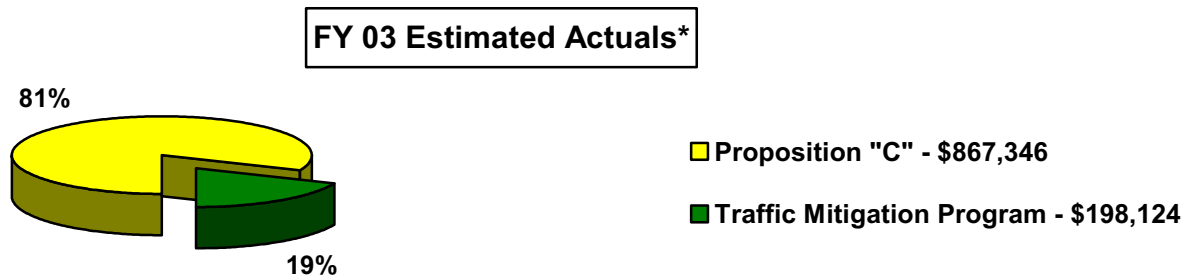 FY 03 Estimated Actuals*
81%
Proposition "C" - $867,346
Traffic Mitigation Program - $198,124
19%